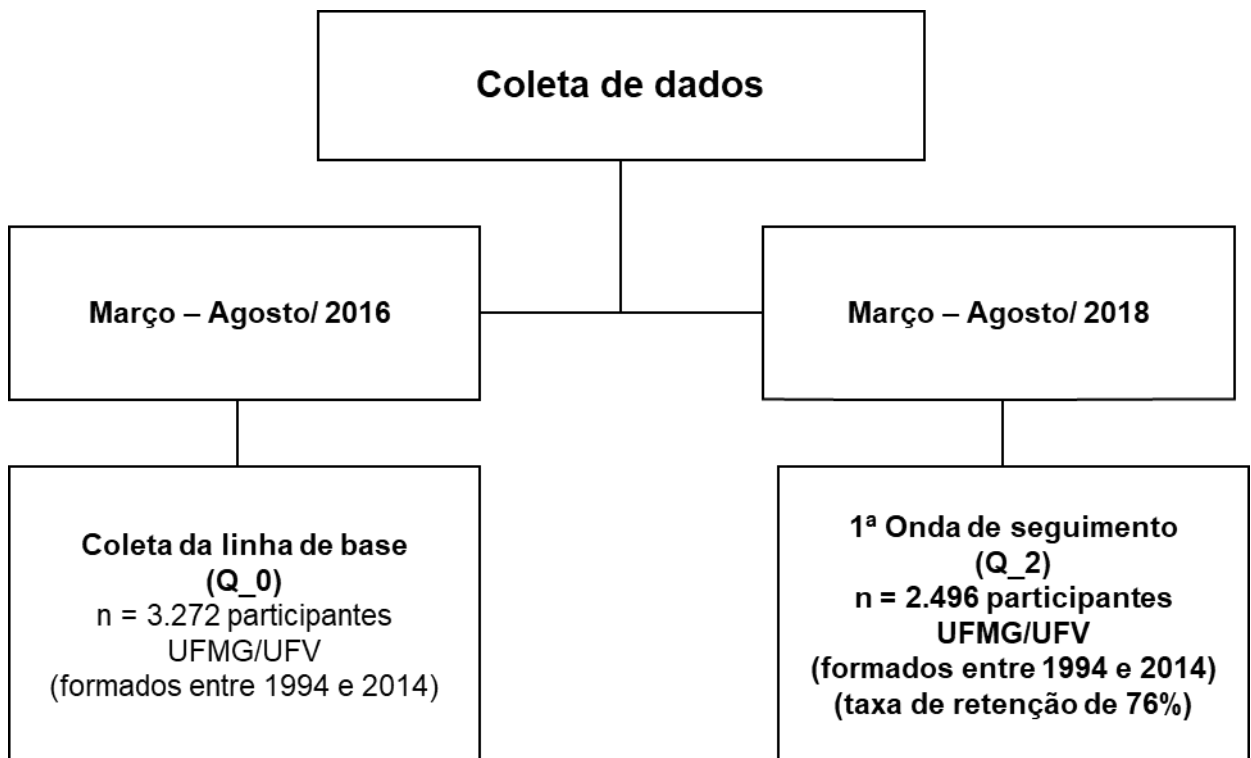 Coleta de dados
Março – Agosto/ 2016
Março – Agosto/ 2018
Coleta da linha de base
(Q_0)
n = 3.272 participantes
UFMG/UFV
(formados entre 1994 e 2014)
1ª Onda de seguimento
(Q_2)
n = 2.496 participantes
UFMG/UFV
(formados entre 1994 e 2014)
(taxa de retenção de 76%)